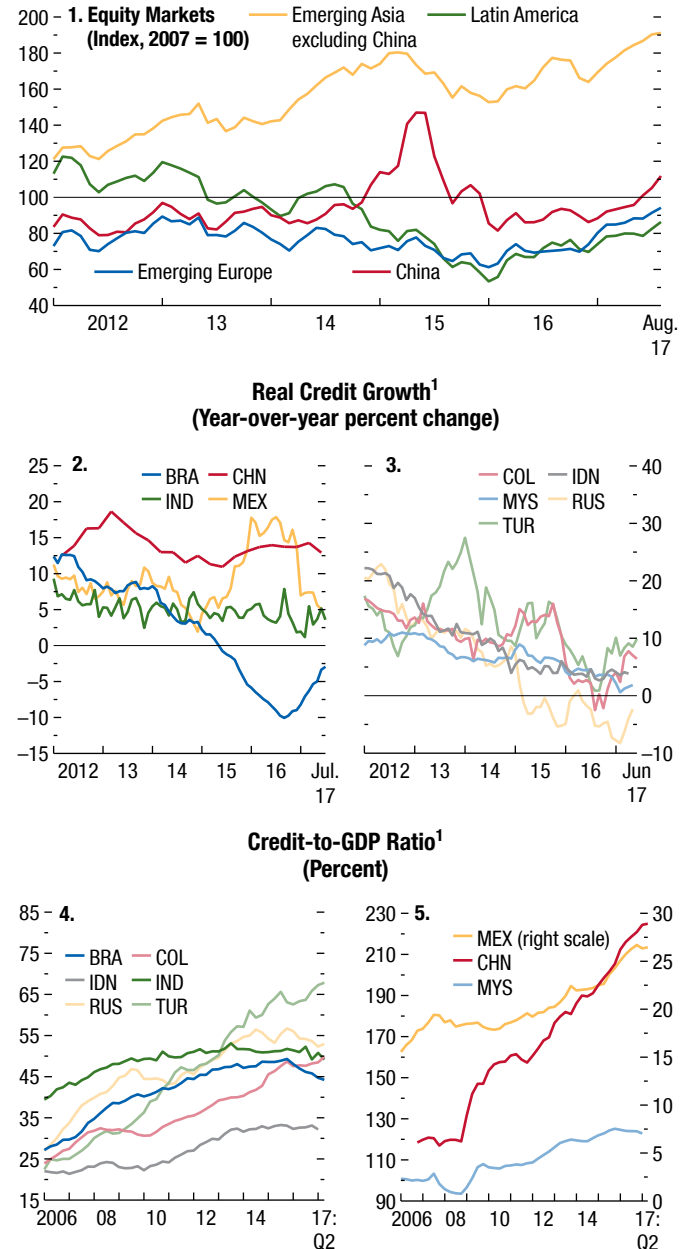 1. Equity Markets
(Index, 2007 = 100)
Emerging Asia
excluding China
Latin America
200
180
160
140
120
100
80
60
40
Emerging Europe
China
2012 13 14 15 16 Aug.
17
Real Credit Growth1
(Year-over-year percent change)
2.
BRA CHN
IND MEX
25
20
15
10
5
0
–5
–10
–15
2012 13 14 15 16 Jul.
17
3.
COL IDN
MYS RUS
TUR
40
30
20
10
0
–10
2012 13 14 15 16 Jun
17
Credit-to-GDP Ratio1
(Percent)
4.
BRA COL
IDN IND
RUS TUR
85
75
65
55
45
35
25
15
2006 08 10 12 14 17:
Q2
5.
MEX (right scale)
CHN
MYS
230
210
190
170
150
130
110
90
30
25
20
15
10
5
0
2006 08 10 12 14 17:
Q2